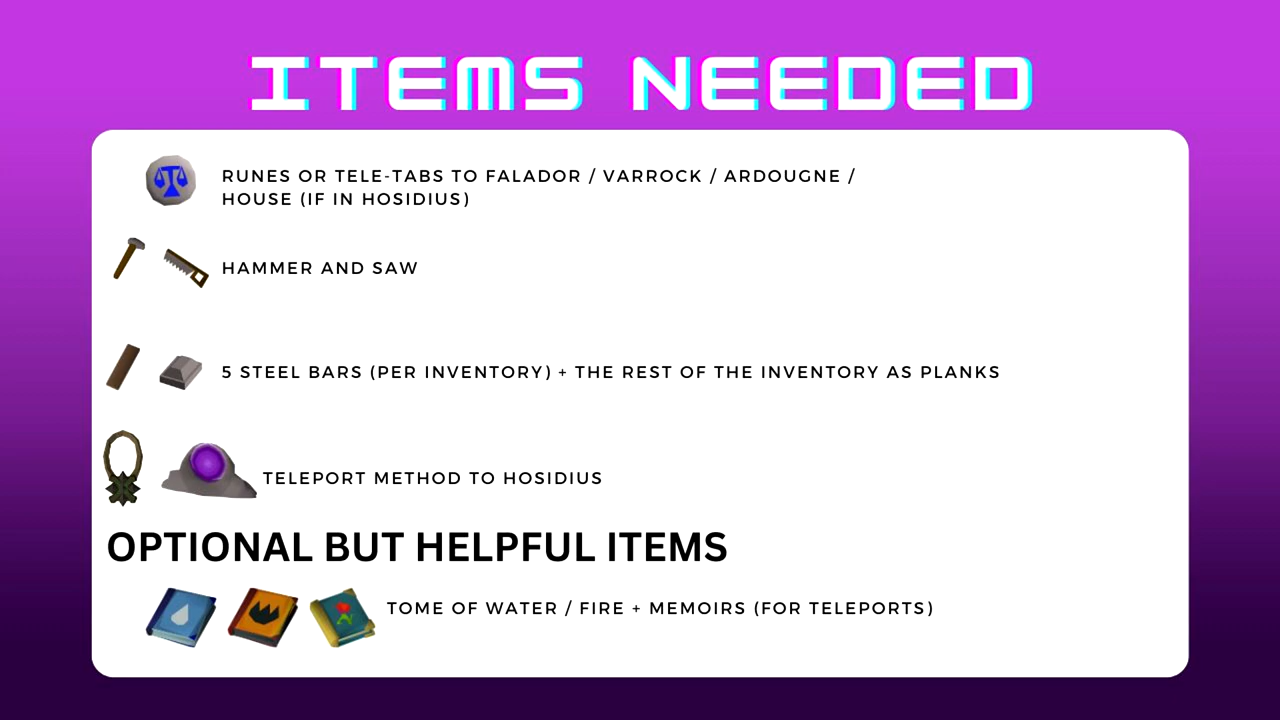 ITEMS NEEDED
RUNES OR TELE-TABS TO FALADOR / VARROCK / ARDOUGNE /
HOUSE (IF IN HOSIDIUS)
HAMMER AND SAW
5 STEEL BARS (PER INVENTORY) + THE REST OF THE INVENTORY AS PLANKS
TELEPORT METHOD TO HOSIDIUS
OPTIONAL BUT HELPFUL ITEMS
TOME OF WATER / FIRE + MEMOIRS (FOR TELEPORTS)